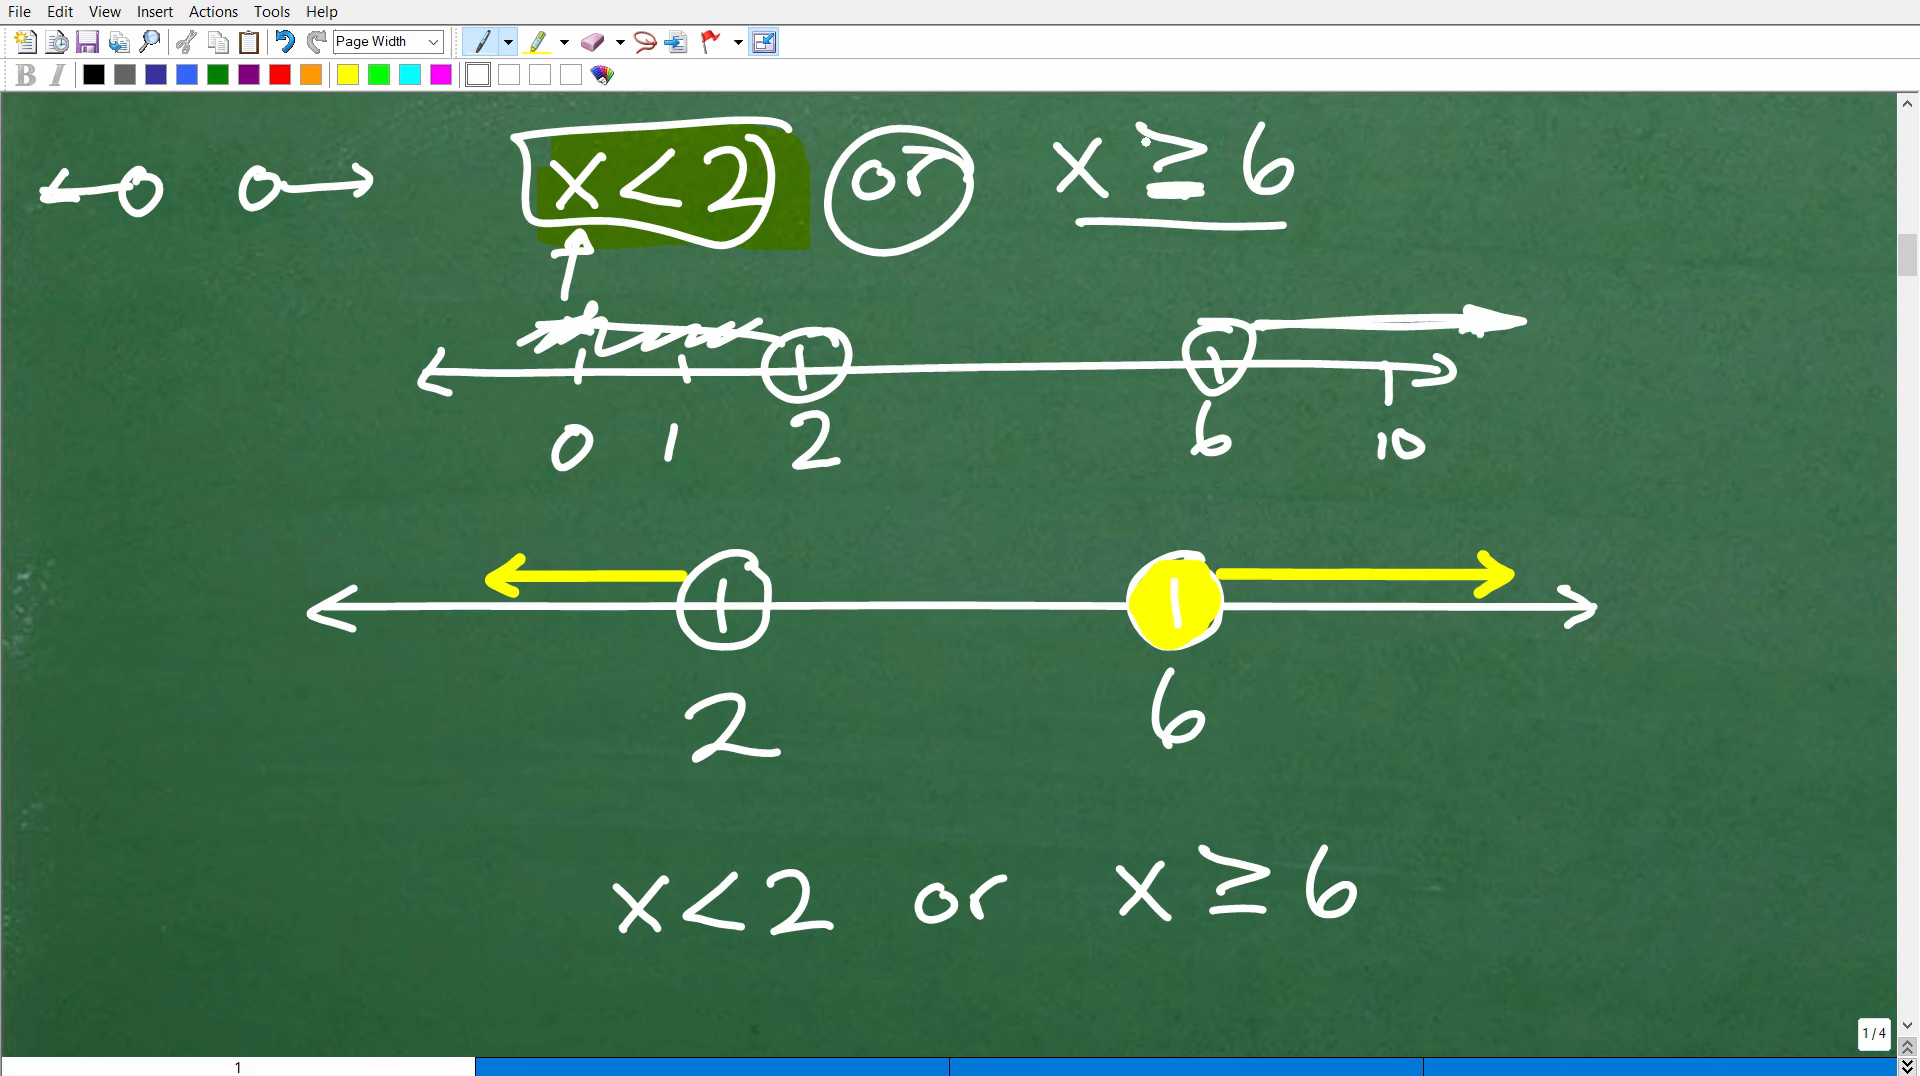 File Edit View Insert Actions Tools Help
Page Width
B I
x < 2 or x ≥ 6
0 1 2 6 10
2 6
x < 2 or x ≥ 6
1 / 4
1